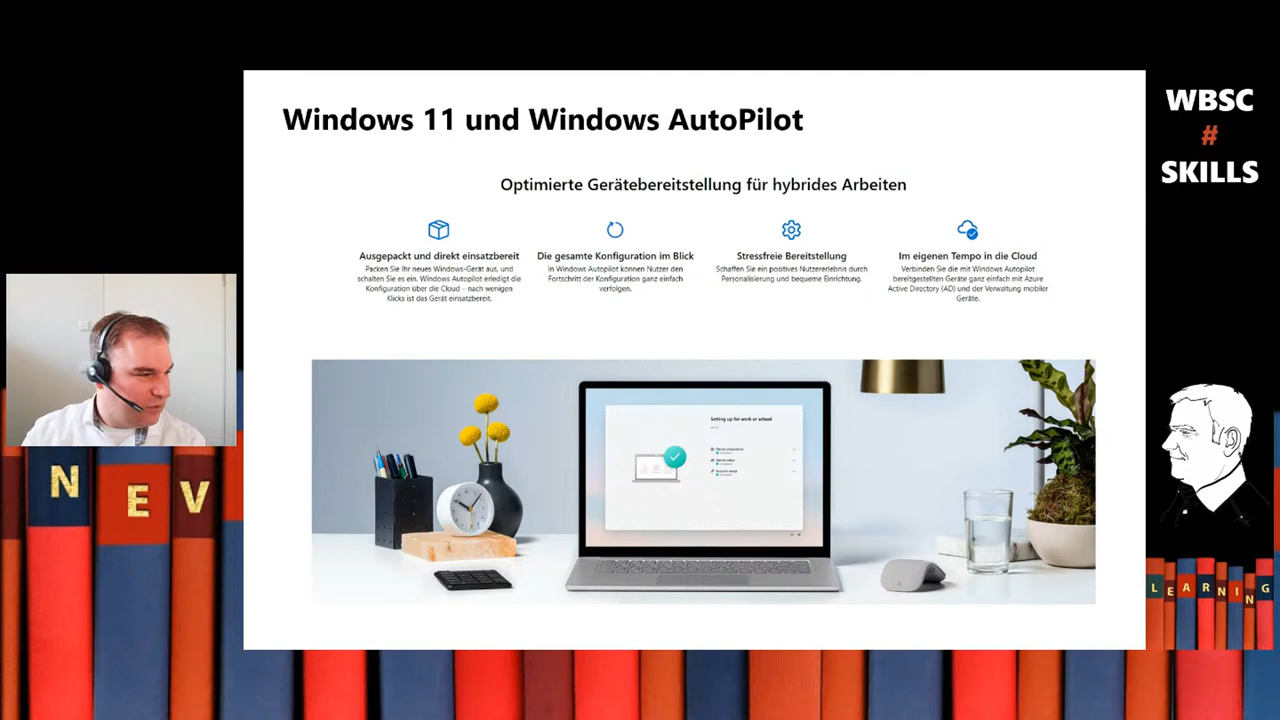 Windows 11 und Windows AutoPilot
Optimierte Gerätebereitstellung für hybrides Arbeiten
Ausgepackt und direkt einsatzbereit
Packen Sie Ihr neues Windows-Gerät aus, und
schalten Sie es ein. Windows Autopilot erledigt die
Konfiguration über die Cloud – nach wenigen
Klicks ist das Gerät einsatzbereit.
Die gesamte Konfiguration im Blick
In Windows Autopilot können Nutzer den
Fortschritt der Konfiguration ganz einfach
verfolgen.
Stressfreie Bereitstellung
Schaffen Sie ein positives Nutzererlebnis durch
Personalisierung und bequeme Einrichtung.
Im eigenen Tempo in die Cloud
Verbinden Sie die mit Windows Autopilot
bereitgestellten Geräte ganz einfach mit Azure
Active Directory (AD) und der Verwaltung mobiler
Geräte.
Setting up for work or school
WBSC
#
SKILLS
N E V
LEARNING